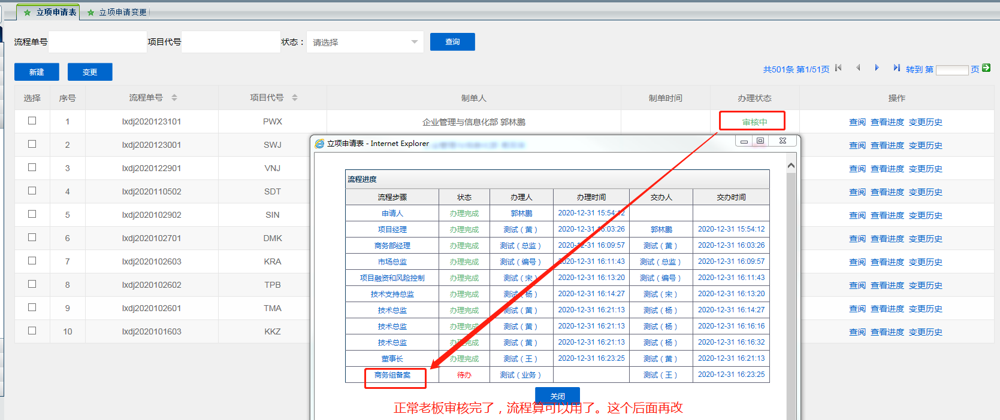 立项申请表 立项申请变更
流程单号 项目代号 状态： 请选择 查询
新建 变更 共501条 第1/51页 转到 第 页
选择 序号 流程单号 项目代号 制单人 制单时间 办理状态 操作
1 lxdj2020123101 PWX 企业管理与信息化部 郭林鹏 审核中 查阅 查看进度 变更历史
2 lxdj2020123001 SWJ 查阅 查看进度 变更历史
3 lxdj2020122901 VNJ 查阅 查看进度 变更历史
4 lxdj2020110502 SDT 查阅 查看进度 变更历史
5 lxdj2020102902 SIN 查阅 查看进度 变更历史
6 lxdj2020102701 DMK 查阅 查看进度 变更历史
7 lxdj2020102603 KRA 查阅 查看进度 变更历史
8 lxdj2020102602 TPB 查阅 查看进度 变更历史
9 lxdj2020102601 TMA 查阅 查看进度 变更历史
10 lxdj2020101603 KKZ 查阅 查看进度 变更历史
立项申请表 - Internet Explorer
流程进度
流程步骤 状态 办理人 办理时间 交办人 交办时间
申请人 办理完成 郭林鹏 2020-12-31 15:54:12
项目经理 办理完成 测试（黄） 2020-12-31 16:03:26 郭林鹏 2020-12-31 15:54:12
商务部经理 办理完成 测试（总监） 2020-12-31 16:09:57 测试（黄） 2020-12-31 16:03:26
市场总监 办理完成 测试（编号） 2020-12-31 16:11:43 测试（总监） 2020-12-31 16:09:57
项目融资和风险控制 办理完成 测试（宋） 2020-12-31 16:13:20 测试（编号） 2020-12-31 16:11:43
技术支持总监 办理完成 测试（杨） 2020-12-31 16:14:27 测试（宋） 2020-12-31 16:13:20
技术总监 办理完成 测试（黄） 2020-12-31 16:21:13 测试（杨） 2020-12-31 16:14:27
技术总监 办理完成 测试（黄） 2020-12-31 16:21:13 测试（杨） 2020-12-31 16:16:16
技术总监 办理完成 测试（黄） 2020-12-31 16:21:13 测试（杨） 2020-12-31 16:16:32
董事长 办理完成 测试（王） 2020-12-31 16:23:25 测试（黄） 2020-12-31 16:21:13
商务组备案 待办 测试（业务） 测试（王） 2020-12-31 16:23:25
关闭
正常老板审核完了，流程算可以用了。这个后面再改